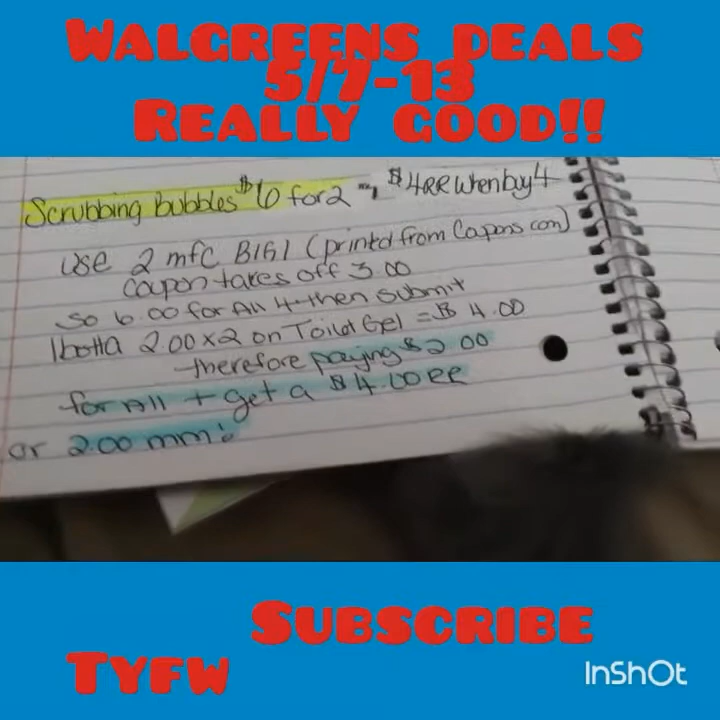 WALGREENS DEALS
5/7-13
REALLY GOOD!!
Scrubbing Bubbles $6 for 2 $4RR when buy 4
use 2 mfc B1G1 (printed from Coupons com)
coupon takes off 3.00
so 6.00 for All 4 then submit
Ibotta 2.00x2 on Toilet Gel = $ 4.00
therefore paying $2.00
for All + get a $4.00 RR
or 2.00 mm!
SUBSCRIBE
TYFW
InShOt